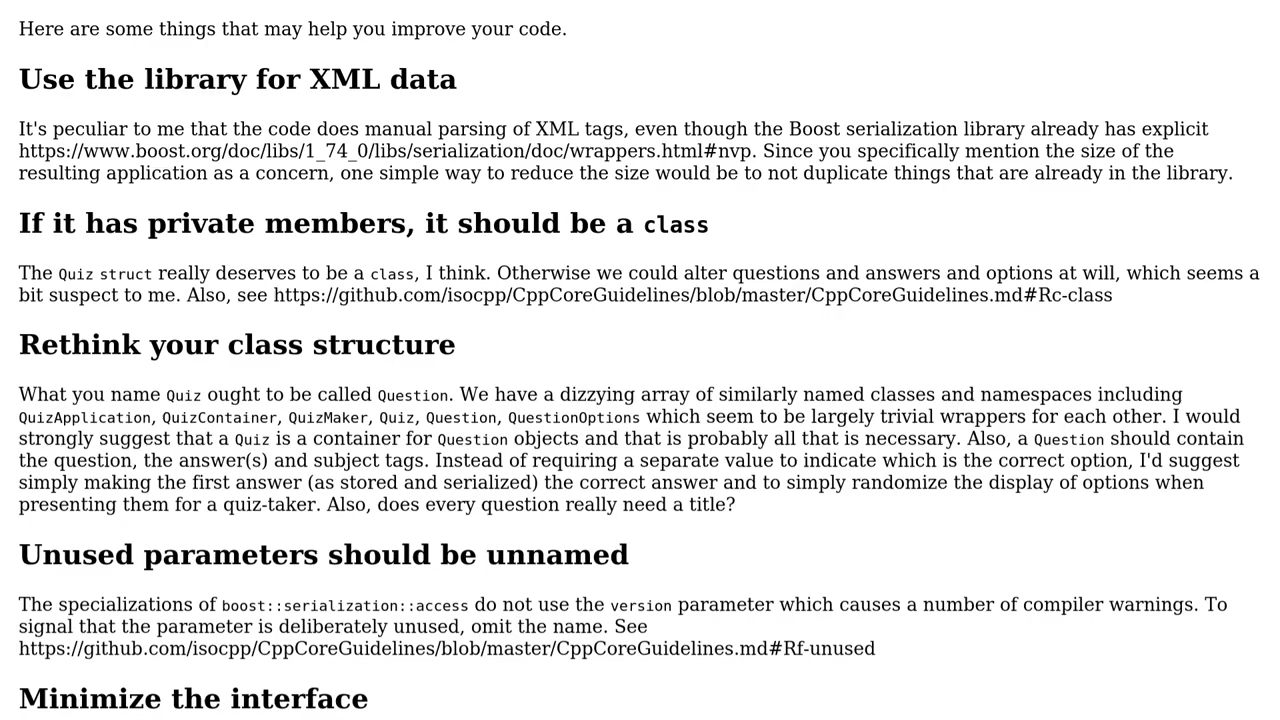 Here are some things that may help you improve your code.
Use the library for XML data
It's peculiar to me that the code does manual parsing of XML tags, even though the Boost serialization library already has explicit
https://www.boost.org/doc/libs/1_74_0/libs/serialization/doc/wrappers.html#nvp. Since you specifically mention the size of the
resulting application as a concern, one simple way to reduce the size would be to not duplicate things that are already in the library.
If it has private members, it should be a class
The Quiz struct really deserves to be a class, I think. Otherwise we could alter questions and answers and options at will, which seems a
bit suspect to me. Also, see https://github.com/isocpp/CppCoreGuidelines/blob/master/CppCoreGuidelines.md#Rc-class
Rethink your class structure
What you name Quiz ought to be called Question. We have a dizzying array of similarly named classes and namespaces including
QuizApplication, QuizContainer, QuizMaker, Quiz, Question, QuestionOptions which seem to be largely trivial wrappers for each other. I would
strongly suggest that a Quiz is a container for Question objects and that is probably all that is necessary. Also, a Question should contain
the question, the answer(s) and subject tags. Instead of requiring a separate value to indicate which is the correct option, I'd suggest
simply making the first answer (as stored and serialized) the correct answer and to simply randomize the display of options when
presenting them for a quiz-taker. Also, does every question really need a title?
Unused parameters should be unnamed
The specializations of boost::serialization::access do not use the version parameter which causes a number of compiler warnings. To
signal that the parameter is deliberately unused, omit the name. See
https://github.com/isocpp/CppCoreGuidelines/blob/master/CppCoreGuidelines.md#Rf-unused
Minimize the interface